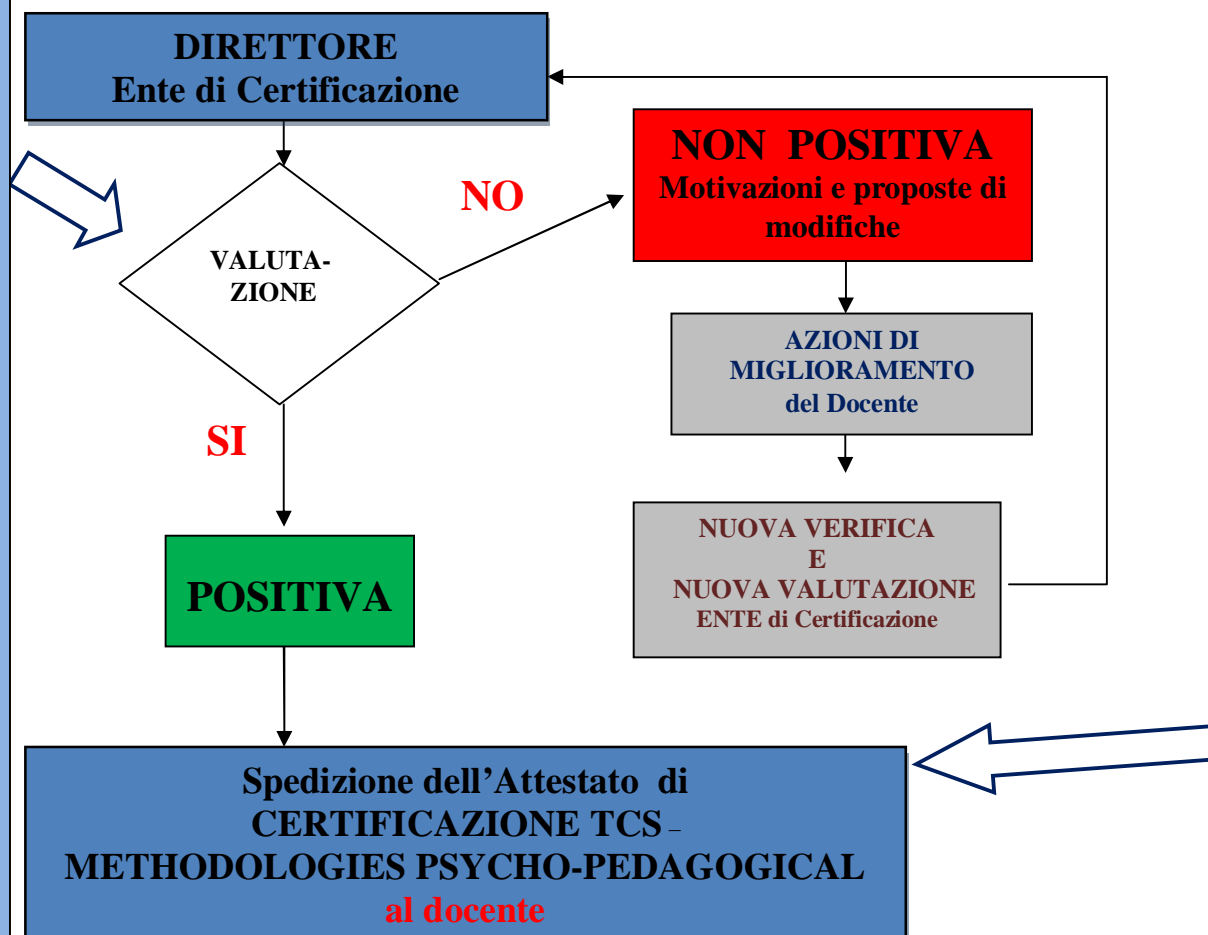 DIRETTORE
Ente di Certificazione
NON POSITIVA
Motivazioni e proposte di
modifiche
NO
VALUTA-
ZIONE
AZIONI DI
MIGLIORAMENTO
del Docente
SI
NUOVA VERIFICA
E
NUOVA VALUTAZIONE
ENTE di Certificazione
POSITIVA
Spedizione dell’Attestato di
CERTIFICAZIONE TCS –
METHODOLOGIES PSYCHO-PEDAGOGICAL
al docente